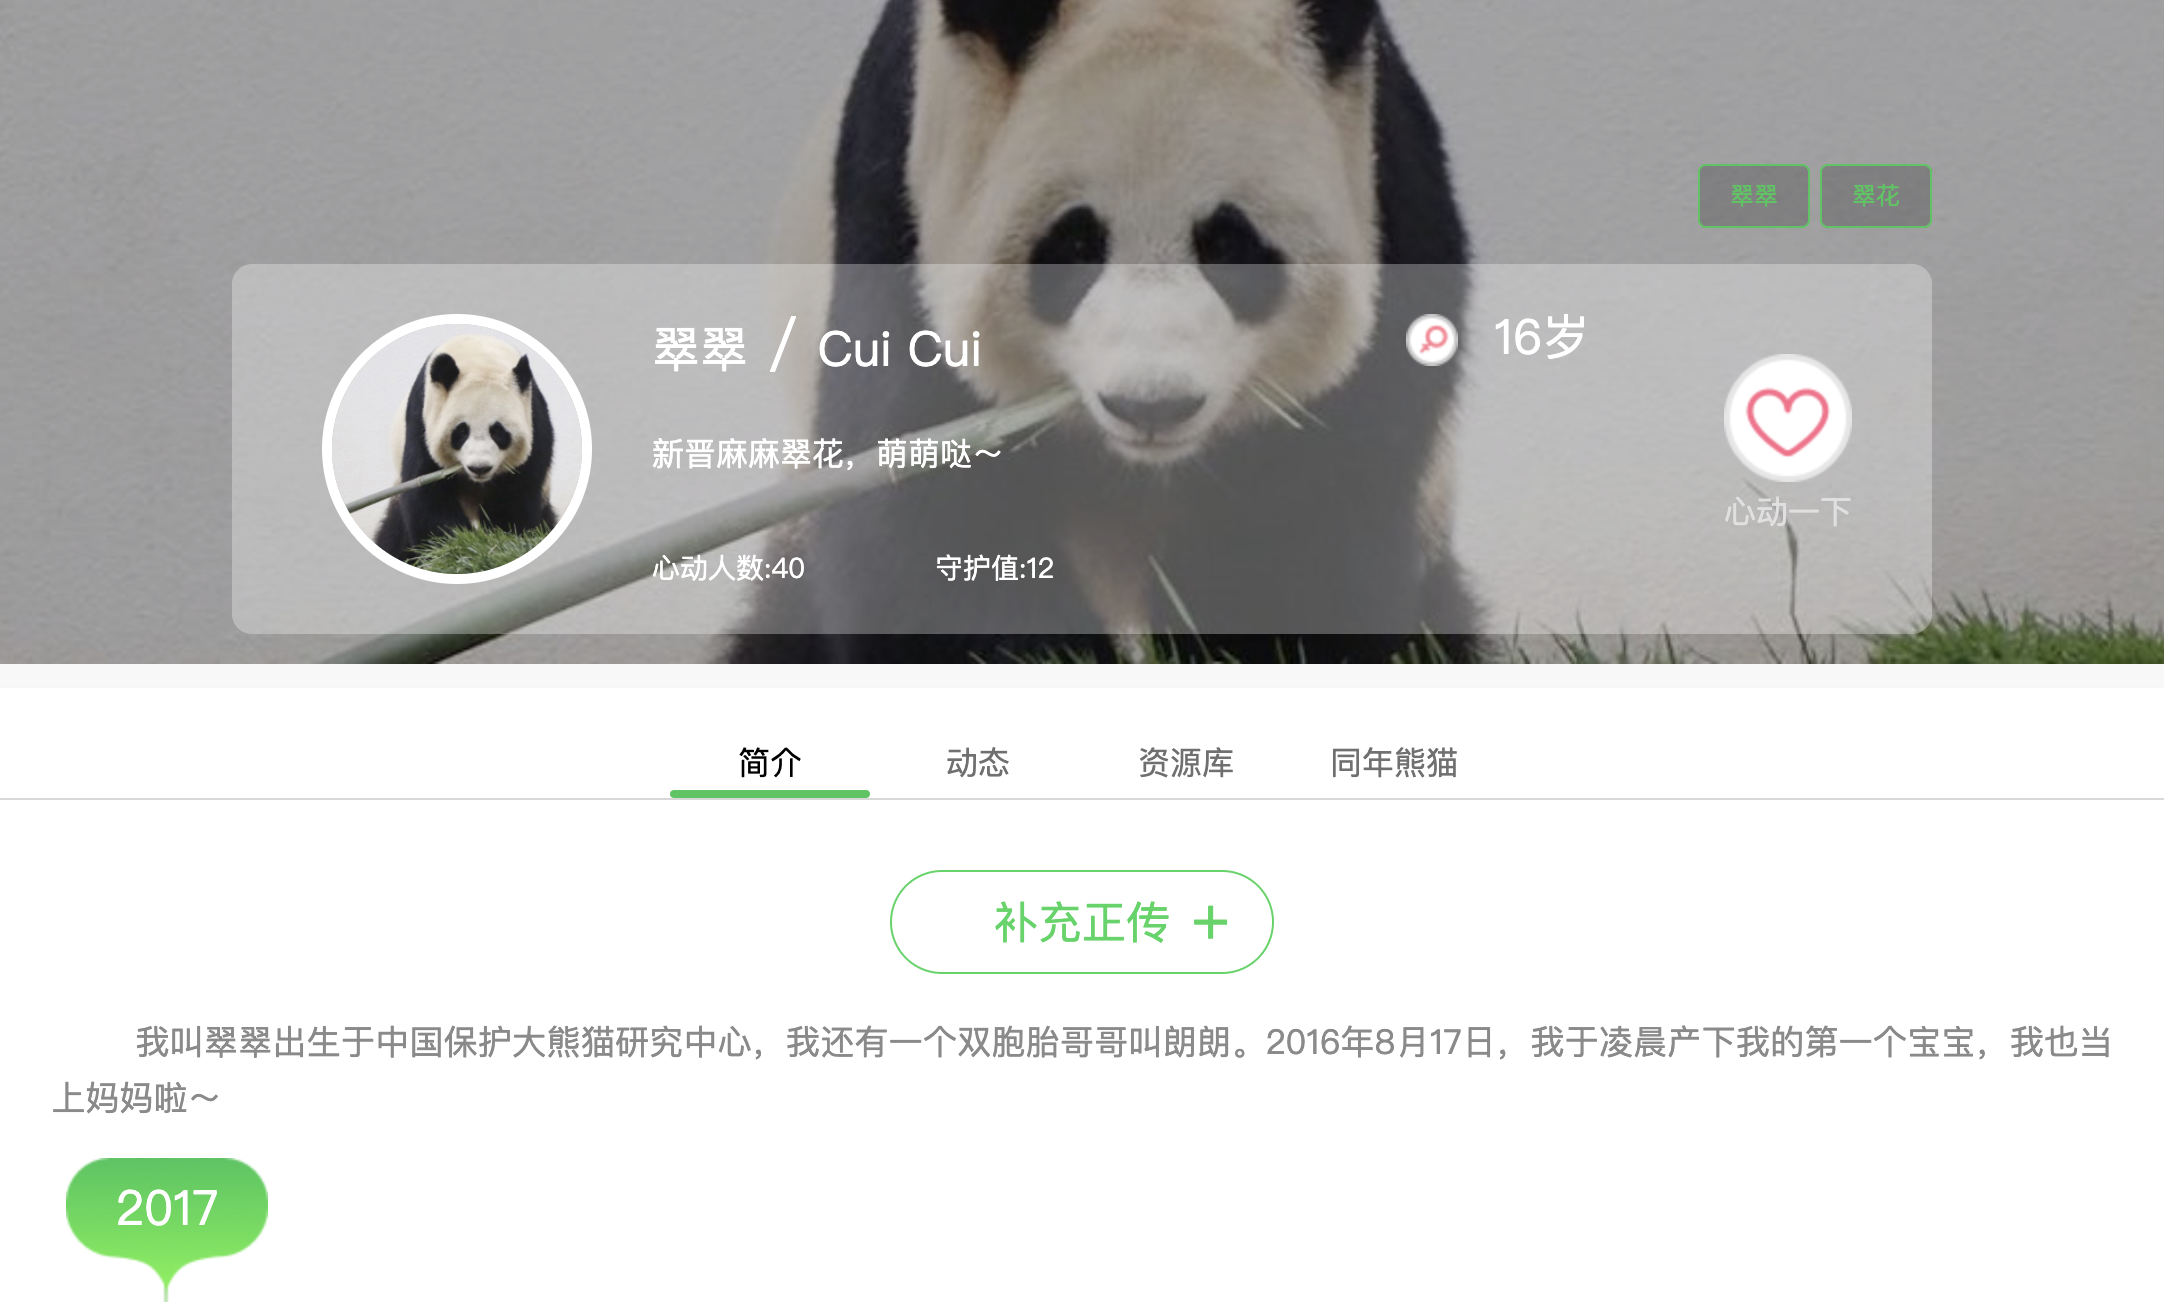 翠翠 翠花
翠翠 / Cui Cui
16岁
新晋麻麻翠花，萌萌哒～
心动一下
心动人数:40 守护值:12
简介 动态 资源库 同年熊猫
补充正传 +
我叫翠翠出生于中国保护大熊猫研究中心，我还有一个双胞胎哥哥叫朗朗。2016年8月17日，我于凌晨产下我的第一个宝宝，我也当
上妈妈啦～
2017